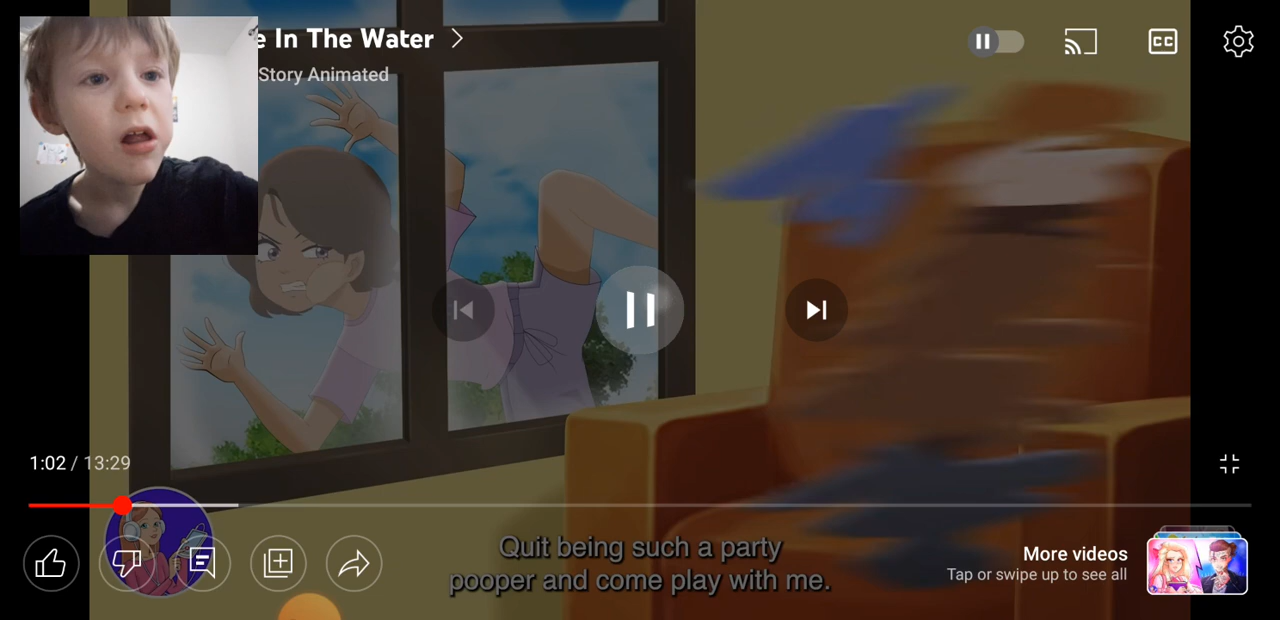 In The Water
Story Animated
CC
1:02 / 13:29
Quit being such a party
pooper and come play with me.
More videos
Tap or swipe up to see all